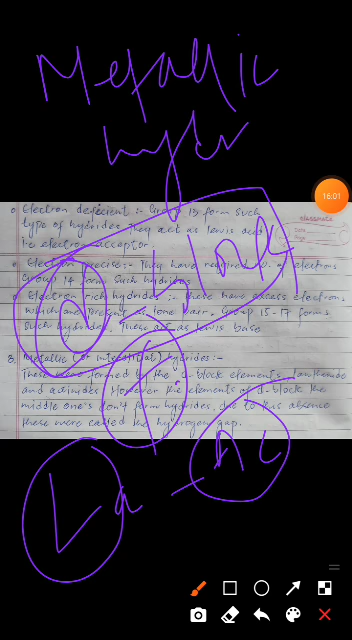 Metallic
hydr
16:01
classmate
Date
Page
o Electron deficient :- Group 13 form such
type of hydrides. They act as lewis acid
i.e electron acceptor.
Electron precise :- They have required no. of electrons
Group 14 form such hydrides
Electron rich hydrides :- These have excess electrons
which are present as lone pair. Group 15-17 forms
such hydrides. These act as lewis base.
3. Metallic (or interstitial) hydrides :-
These were formed by the d-block elements, lanthanide
and actinides. However the elements of d-block the
middle one's don't form hydrides, due to this absence
these were called the hydrogen gap.